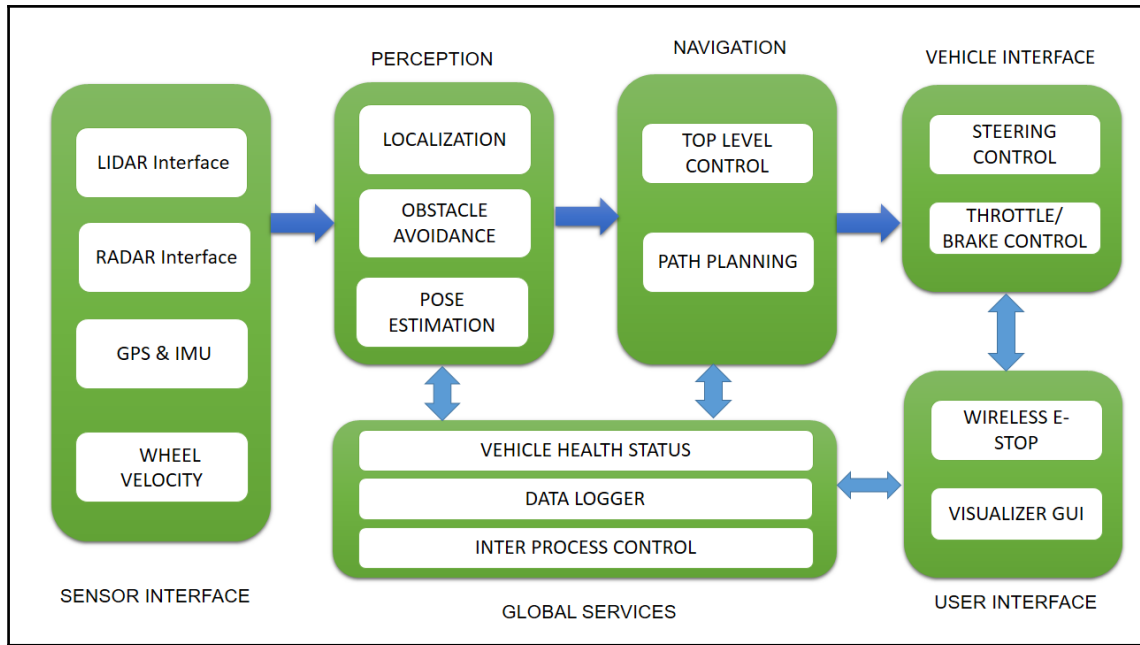 PERCEPTION
NAVIGATION
VEHICLE INTERFACE
LIDAR Interface
RADAR Interface
GPS & IMU
WHEEL
VELOCITY
SENSOR INTERFACE
LOCALIZATION
OBSTACLE
AVOIDANCE
POSE
ESTIMATION
TOP LEVEL
CONTROL
PATH PLANNING
STEERING
CONTROL
THROTTLE/
BRAKE CONTROL
VEHICLE HEALTH STATUS
DATA LOGGER
INTER PROCESS CONTROL
GLOBAL SERVICES
WIRELESS E-
STOP
VISUALIZER GUI
USER INTERFACE